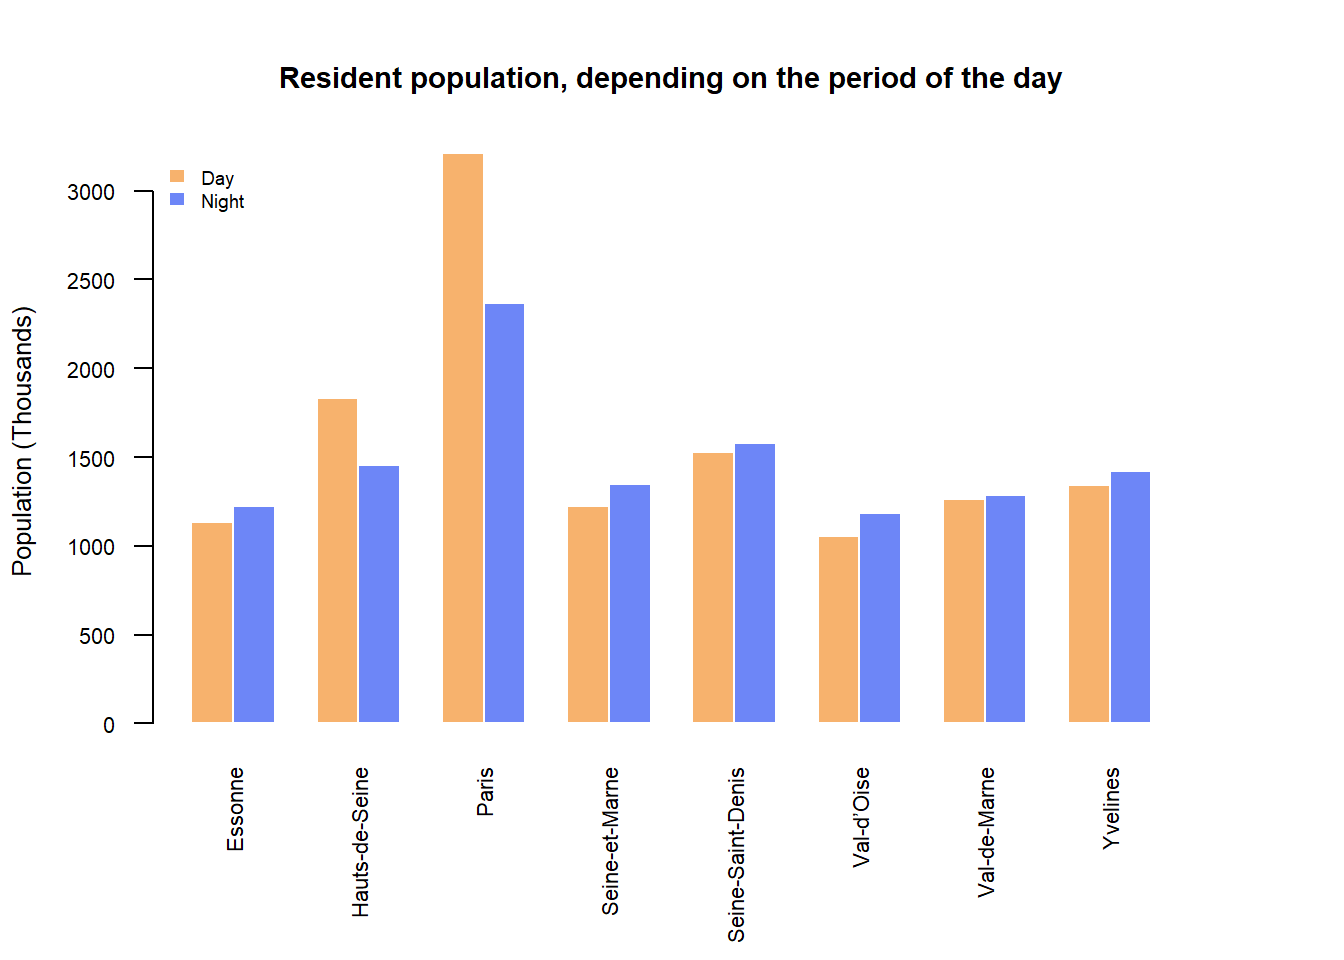 Resident population, depending on the period of the day
Day
Night
Population (Thousands)
3000
2500
2000
1500
1000
500
0
Essonne
Hauts-de-Seine
Paris
Seine-et-Marne
Seine-Saint-Denis
Val-d'Oise
Val-de-Marne
Yvelines